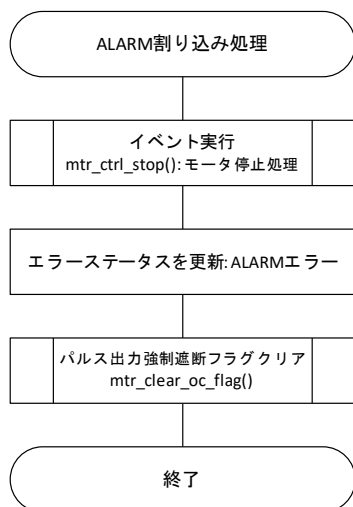 ALARM割り込み処理
イベント実行
mtr_ctrl_stop(): モータ停止処理
エラーステータスを更新: ALARMエラー
パルス出力強制遮断フラグクリア
mtr_clear_oc_flag()
終了